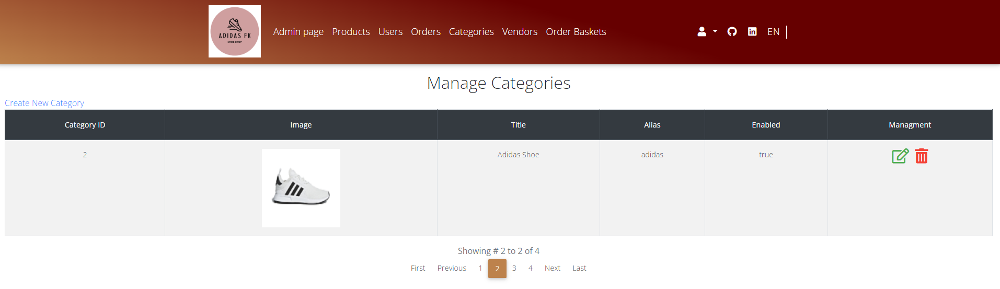 ADIDAS FK
SHOE SHOP
Admin page Products Users Orders Categories Vendors Order Baskets EN
Manage Categories
Create New Category
Category ID Image Title Alias Enabled Managment
2 Adidas Shoe adidas true
Showing # 2 to 2 of 4
First Previous 1 2 3 4 Next Last